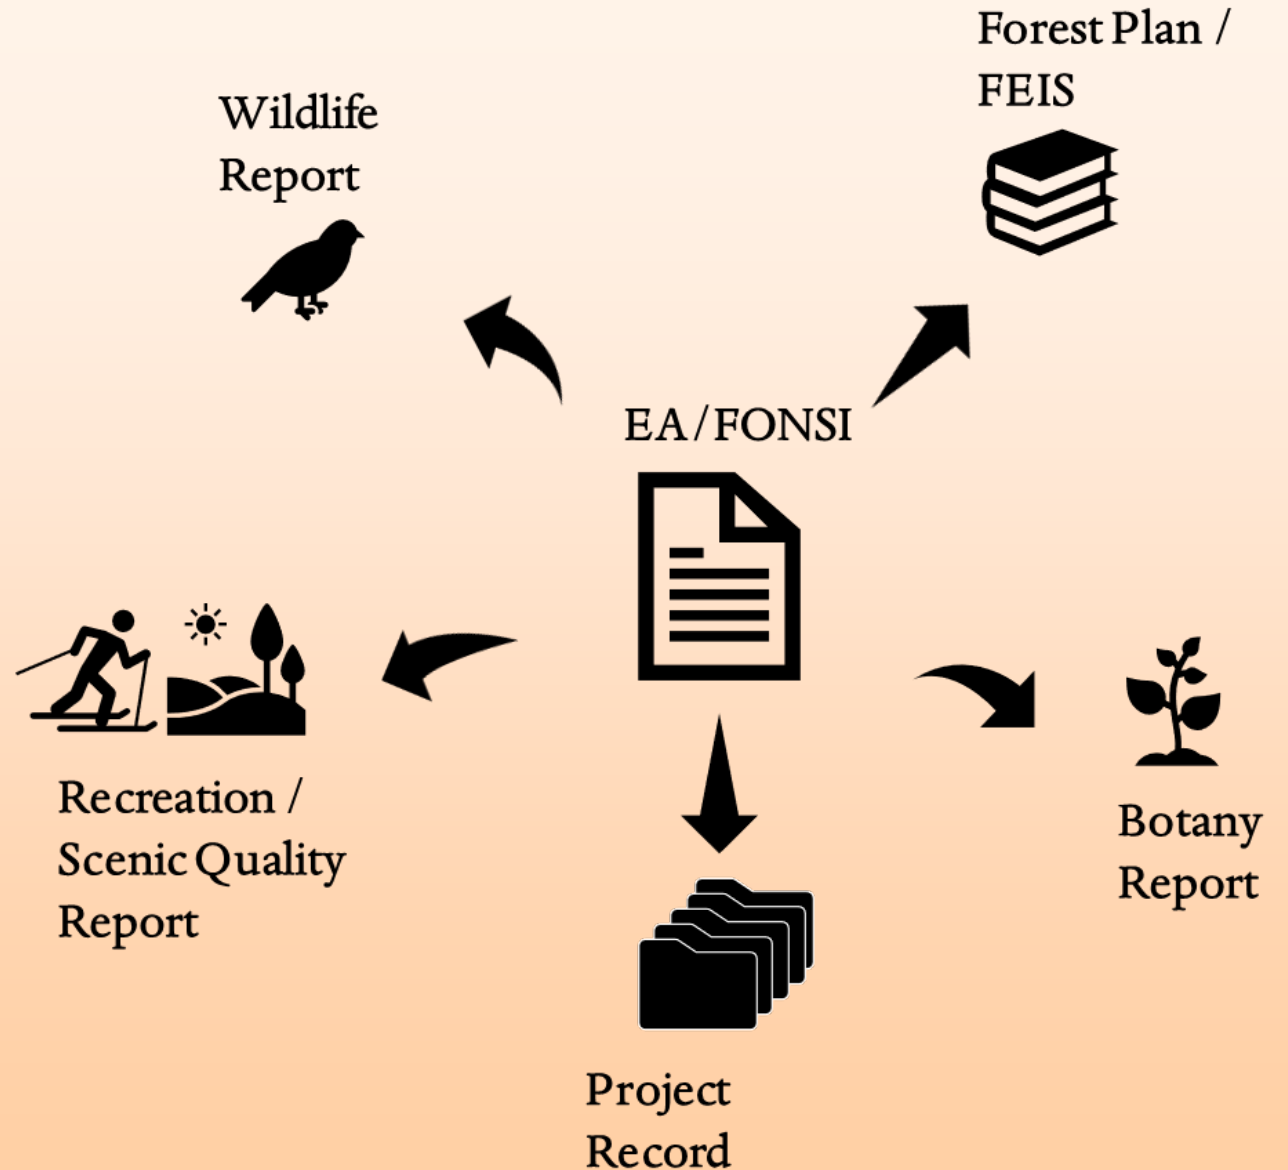 Forest Plan /
FEIS
Wildlife
Report
EA / FONSI
Recreation /
Scenic Quality
Report
Botany
Report
Project
Record